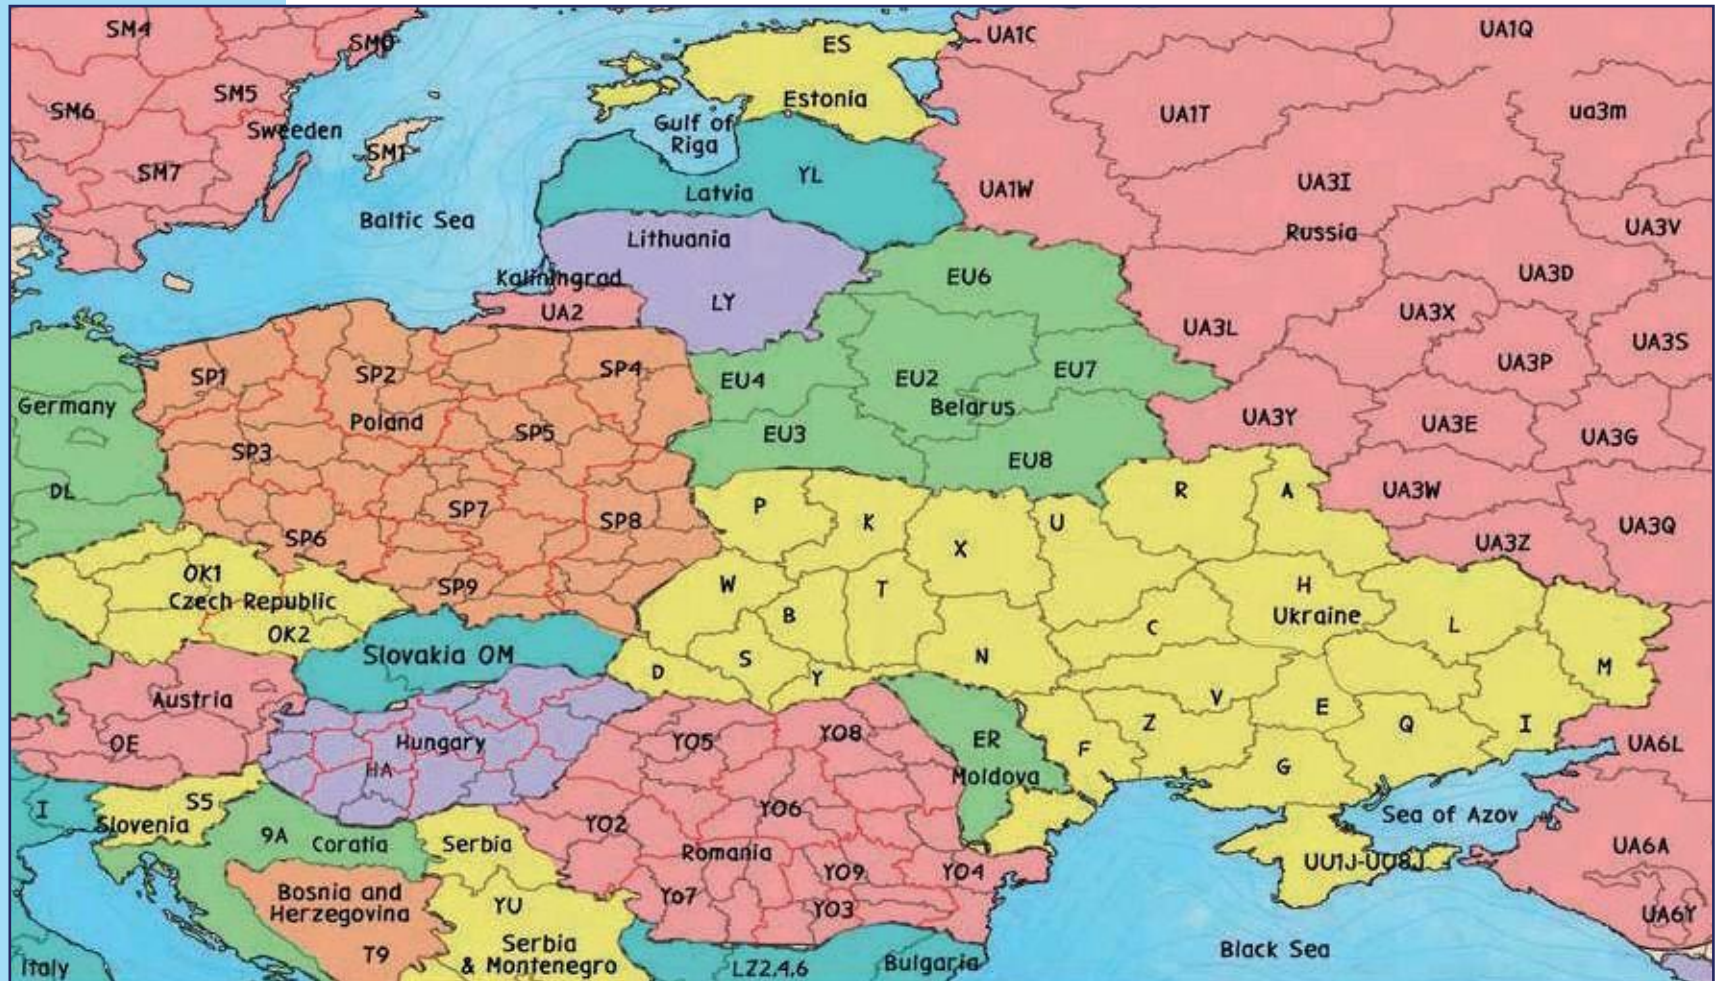 SM4
SM0
ES
UA1C
UA1Q
SM5
SM6
Estonia
UA1T
ua3m
Sweeden
Gulf of
Riga
SM1
SM7
YL
Latvia
UA1W
UA3I
Baltic Sea
Lithuania
Russia
UA3V
Kaliningrad
EU6
UA3D
LY
UA2
UA3X
UA3L
UA3S
UA3P
SP1
SP2
SP4
EU4
EU2
EU7
Germany
Poland
Belarus
UA3Y
UA3E
UA3G
SP3
SP5
EU3
EU8
DL
UA3W
R
A
P
K
X
U
SP7
SP8
SP6
UA3Q
UA3Z
OK1
Czech Republic
OK2
SP9
W
B
T
H
Ukraine
C
L
Slovakia OM
D
S
Y
N
M
Austria
OE
Hungary
HA
YO5
YO8
ER
Moldova
F
Z
V
E
Q
I
G
UA6L
I
S5
Slovenia
9A
Coratia
Serbia
YO2
YO6
Romania
Sea of Azov
UU1J-UU8J
UA6A
YO9
YO4
Yo7
YO3
Bosnia and
Herzegovina
T9
YU
Serbia
& Montenegro
UA6Y
Black Sea
Italy
LZ2,4,6
Bulgaria